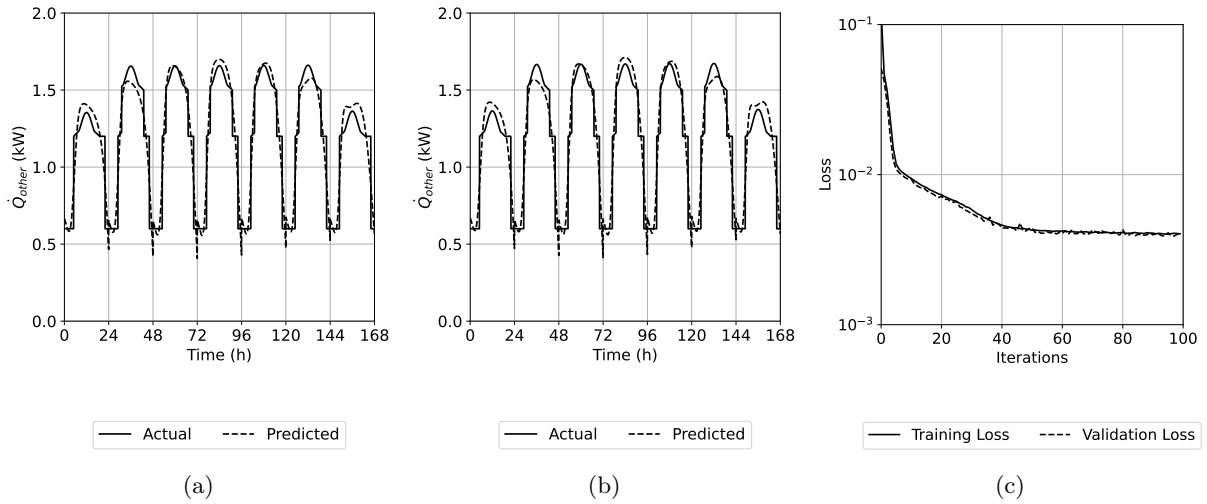 2.0
1.5
1.0
0.5
0.0
Q̇other (kW)
0 24 48 72 96 120 144 168
Time (h)
Actual Predicted
(a)
2.0
1.5
1.0
0.5
0.0
Q̇other (kW)
0 24 48 72 96 120 144 168
Time (h)
Actual Predicted
(b)
10⁻¹
10⁻²
10⁻³
Loss
0 20 40 60 80 100
Iterations
Training Loss Validation Loss
(c)